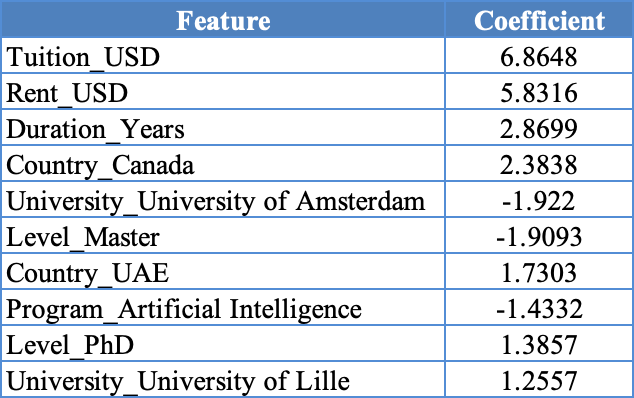 Feature Coefficient
Tuition_USD 6.8648
Rent_USD 5.8316
Duration_Years 2.8699
Country_Canada 2.3838
University_University of Amsterdam -1.922
Level_Master -1.9093
Country_UAE 1.7303
Program_Artificial Intelligence -1.4332
Level_PhD 1.3857
University_University of Lille 1.2557